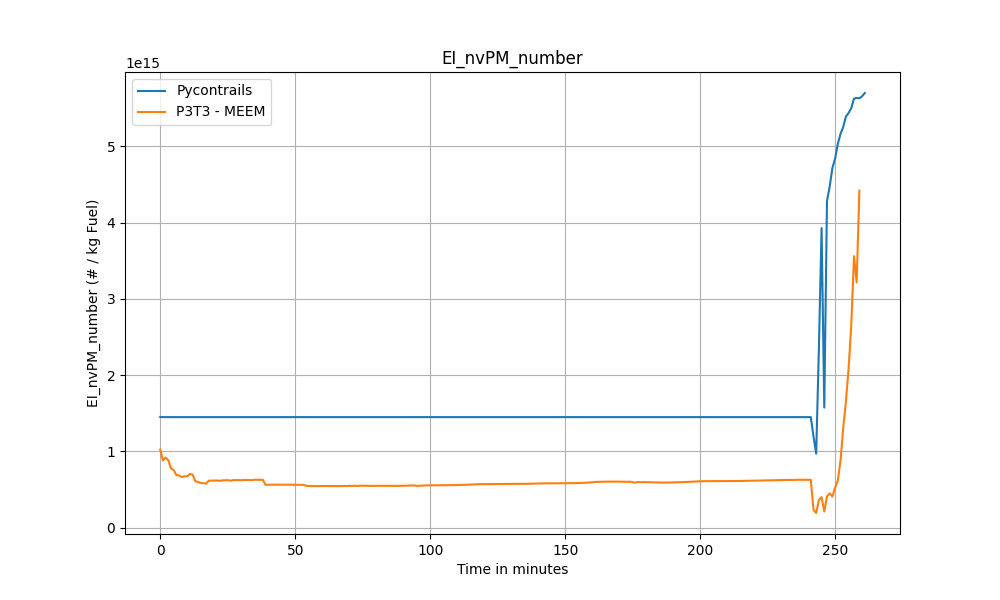 EI_nvPM_number
1e15
Pycontrails
P3T3 - MEEM
5
4
3
2
1
0
EI_nvPM_number (# / kg Fuel)
0 50 100 150 200 250
Time in minutes